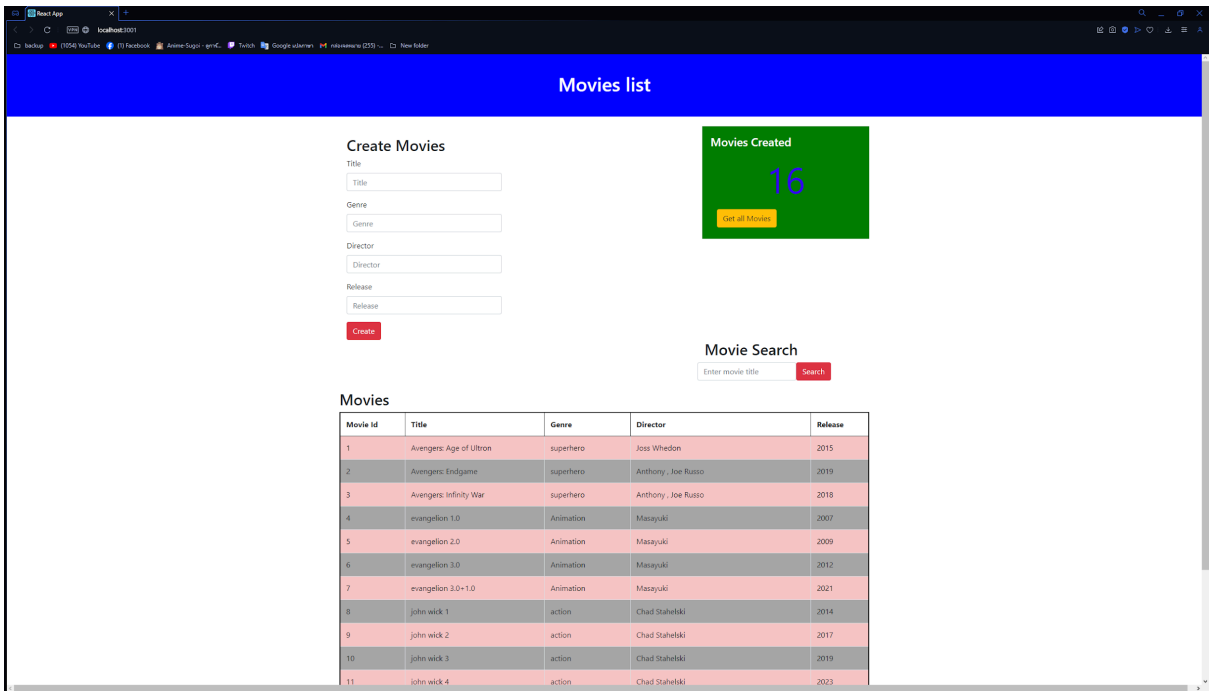 React App
VPN
localhost:3001
backup
(1054) YouTube
(1) Facebook
Twitch
New folder
Movies list
Create Movies
Title
Title
Genre
Genre
Director
Director
Release
Release
Create
Movies Created
16
Get all Movies
Movie Search
Enter movie title Search
Movies
Movie Id Title Genre Director Release
1 Avengers: Age of Ultron superhero Joss Whedon 2015
2 Avengers: Endgame superhero Anthony , Joe Russo 2019
3 Avengers: Infinity War superhero Anthony , Joe Russo 2018
4 evangelion 1.0 Animation Masayuki 2007
5 evangelion 2.0 Animation Masayuki 2009
6 evangelion 3.0 Animation Masayuki 2012
7 evangelion 3.0+1.0 Animation Masayuki 2021
8 john wick 1 action Chad Stahelski 2014
9 john wick 2 action Chad Stahelski 2017
10 john wick 3 action Chad Stahelski 2019
11 john wick 4 action Chad Stahelski 2023